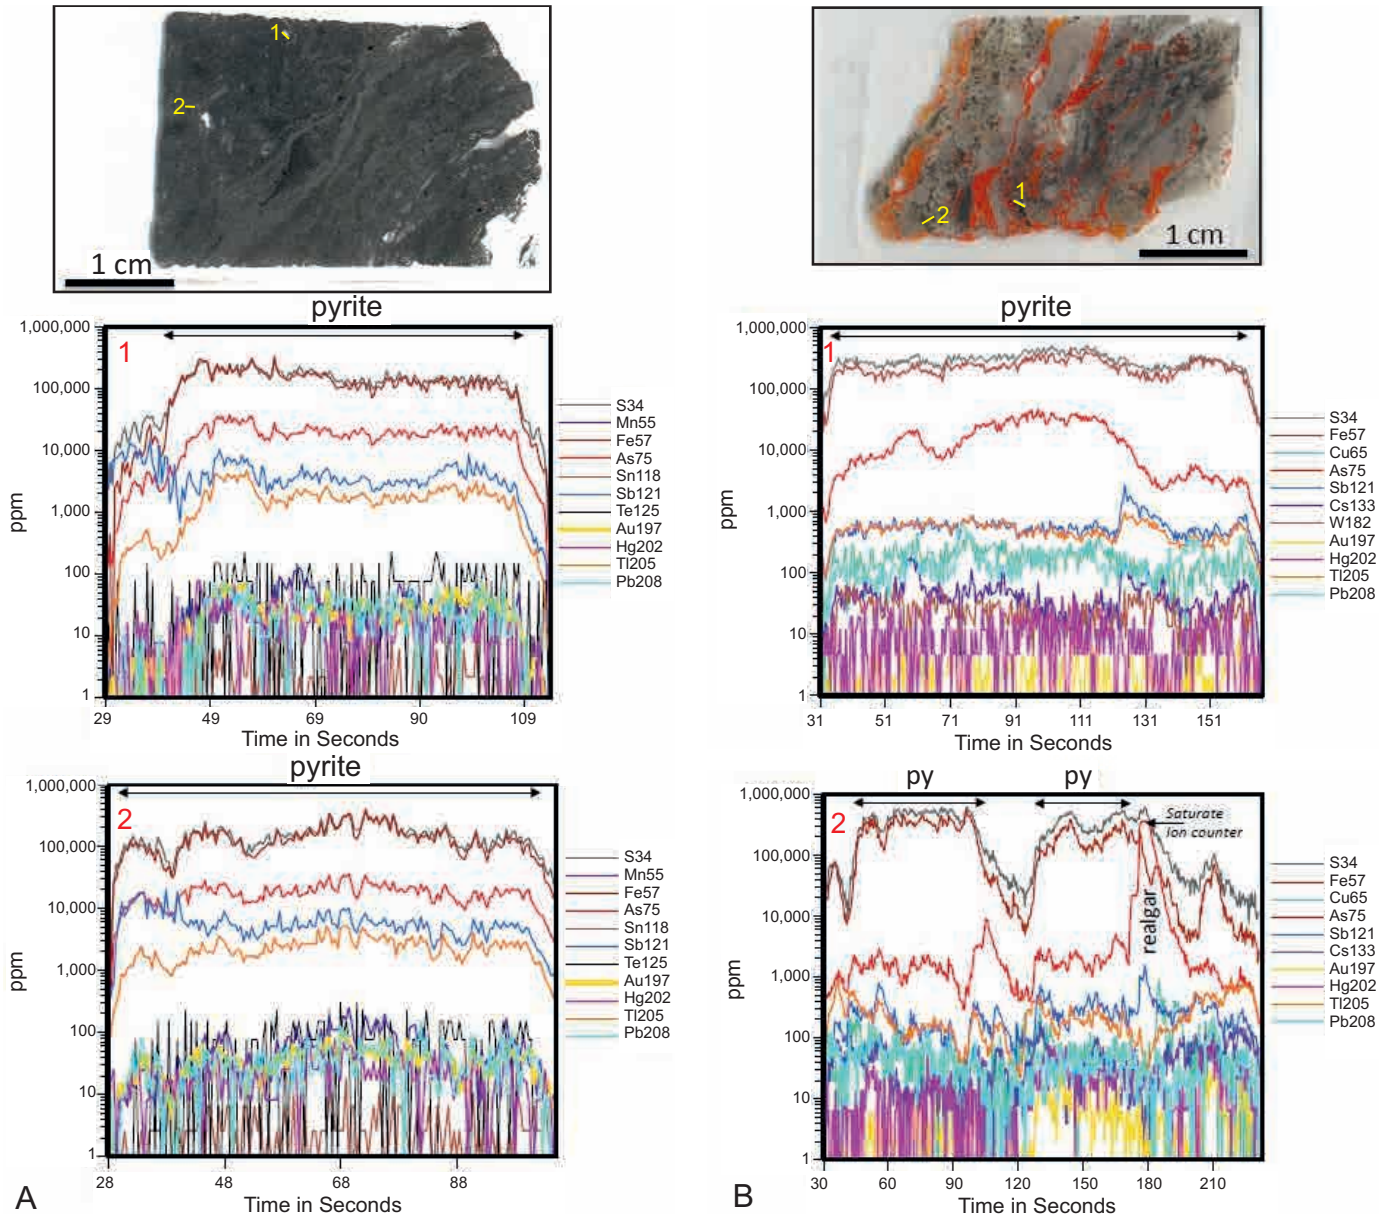 1
2
1 cm
1
2
1 cm
pyrite
1,000,000
100,000
10,000
1,000
100
10
1
ppm
1
29
49
69
90
109
Time in Seconds
S34
Mn55
Fe57
As75
Sn118
Sb121
Te125
Au197
Hg202
Tl205
Pb208
pyrite
1,000,000
100,000
10,000
1,000
100
10
1
ppm
1
31
51
71
91
111
131
151
Time in Seconds
S34
Fe57
Cu65
As75
Sb121
Cs133
W182
Au197
Hg202
Tl205
Pb208
pyrite
1,000,000
100,000
10,000
1,000
100
10
1
ppm
2
28
48
68
88
Time in Seconds
S34
Mn55
Fe57
As75
Sn118
Sb121
Te125
Au197
Hg202
Tl205
Pb208
A
py
py
1,000,000
100,000
10,000
1,000
100
10
1
ppm
2
Saturate
Ion counter
realgar
30
60
90
120
150
180
210
Time in Seconds
S34
Fe57
Cu65
As75
Sb121
Cs133
Au197
Hg202
Tl205
Pb208
B